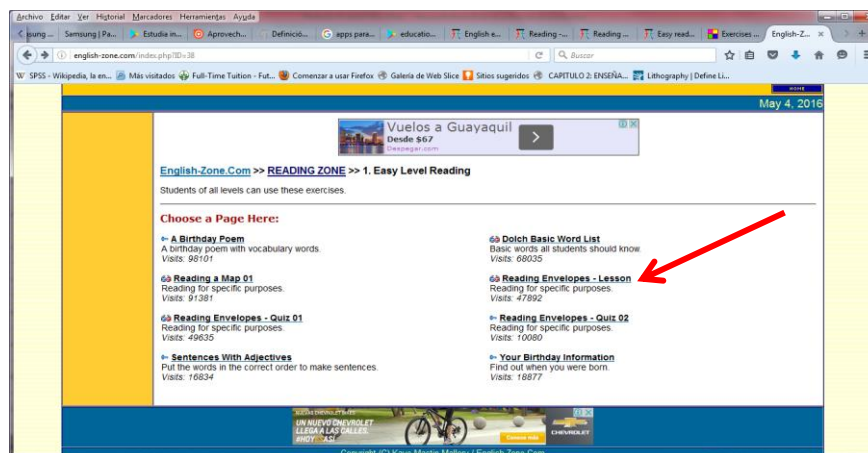 Archivo Editar Ver Historial Marcadores Herramientas Ayuda
Samsung | Pa... Estudia in... Aprovech... Definició... apps para... educatio... English e... Reading -... Reading ... Easy read... Exercises ... English-Z...
english-zone.com/index.php?ID=38 Buscar
SPSS - Wikipedia, la en... Más visitados Full-Time Tuition - Fut... Comenzar a usar Firefox Galería de Web Slice Sitios sugeridos CAPITULO 2: ENSEÑA... Lithography | Define Li...
HOME
May 4, 2016
Vuelos a Guayaquil
Desde $67
Despegar.com
English-Zone.Com >> READING ZONE >> 1. Easy Level Reading
Students of all levels can use these exercises.
Choose a Page Here:
A Birthday Poem
A birthday poem with vocabulary words.
Visits: 98101
Dolch Basic Word List
Basic words all students should know.
Visits: 68035
Reading a Map 01
Reading for specific purposes.
Visits: 91381
Reading Envelopes - Lesson
Reading for specific purposes.
Visits: 47892
Reading Envelopes - Quiz 01
Reading for specific purposes.
Visits: 49635
Reading Envelopes - Quiz 02
Reading for specific purposes.
Visits: 10080
Sentences With Adjectives
Put the words in the correct order to make sentences.
Visits: 16834
Your Birthday Information
Find out when you were born.
Visits: 18877
UN NUEVO CHEVROLET
LLEGA A LAS CALLES.
CHEVROLET